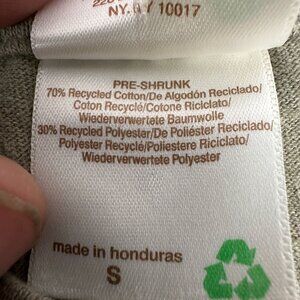 NY, NY 10017
PRE-SHRUNK
70% Recycled Cotton/De Algodón Reciclado/
Coton Recyclé/Cotone Riciclato/
Wiederverwertete Baumwolle
30% Recycled Polyester/De Poliéster Reciclado/
Polyester Recyclé/Poliestere Riciclato/
Wiederverwertete Polyester
made in honduras
S